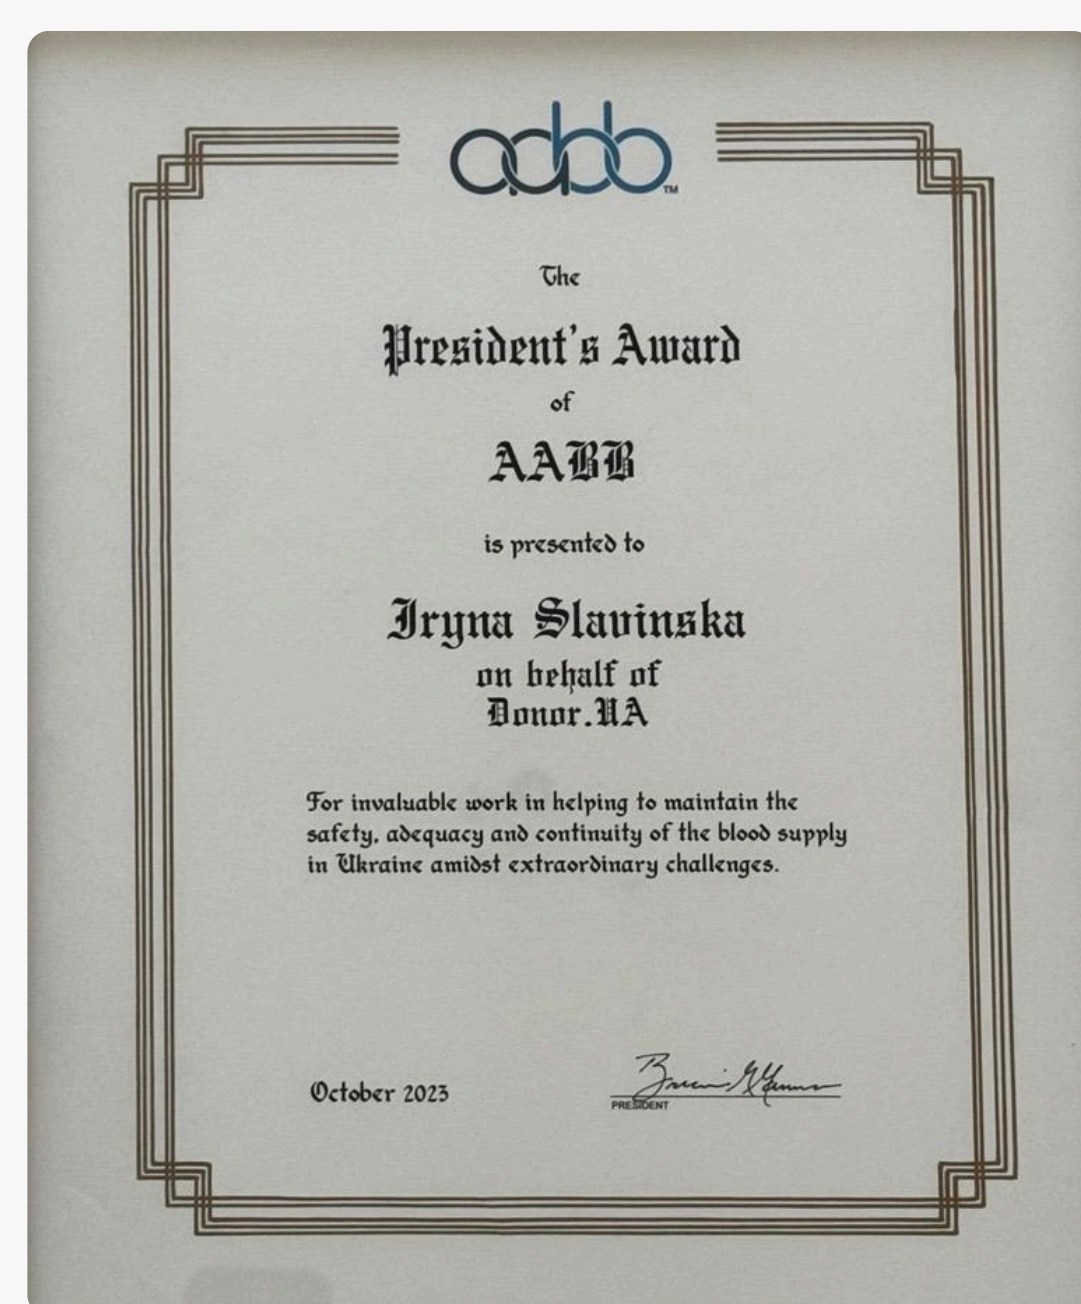 aabb™
The
President's Award
of
AABB
is presented to
Iryna Slavinska
on behalf of
Donor.UA
For invaluable work in helping to maintain the
safety, adequacy and continuity of the blood supply
in Ukraine amidst extraordinary challenges.
October 2023
PRESIDENT